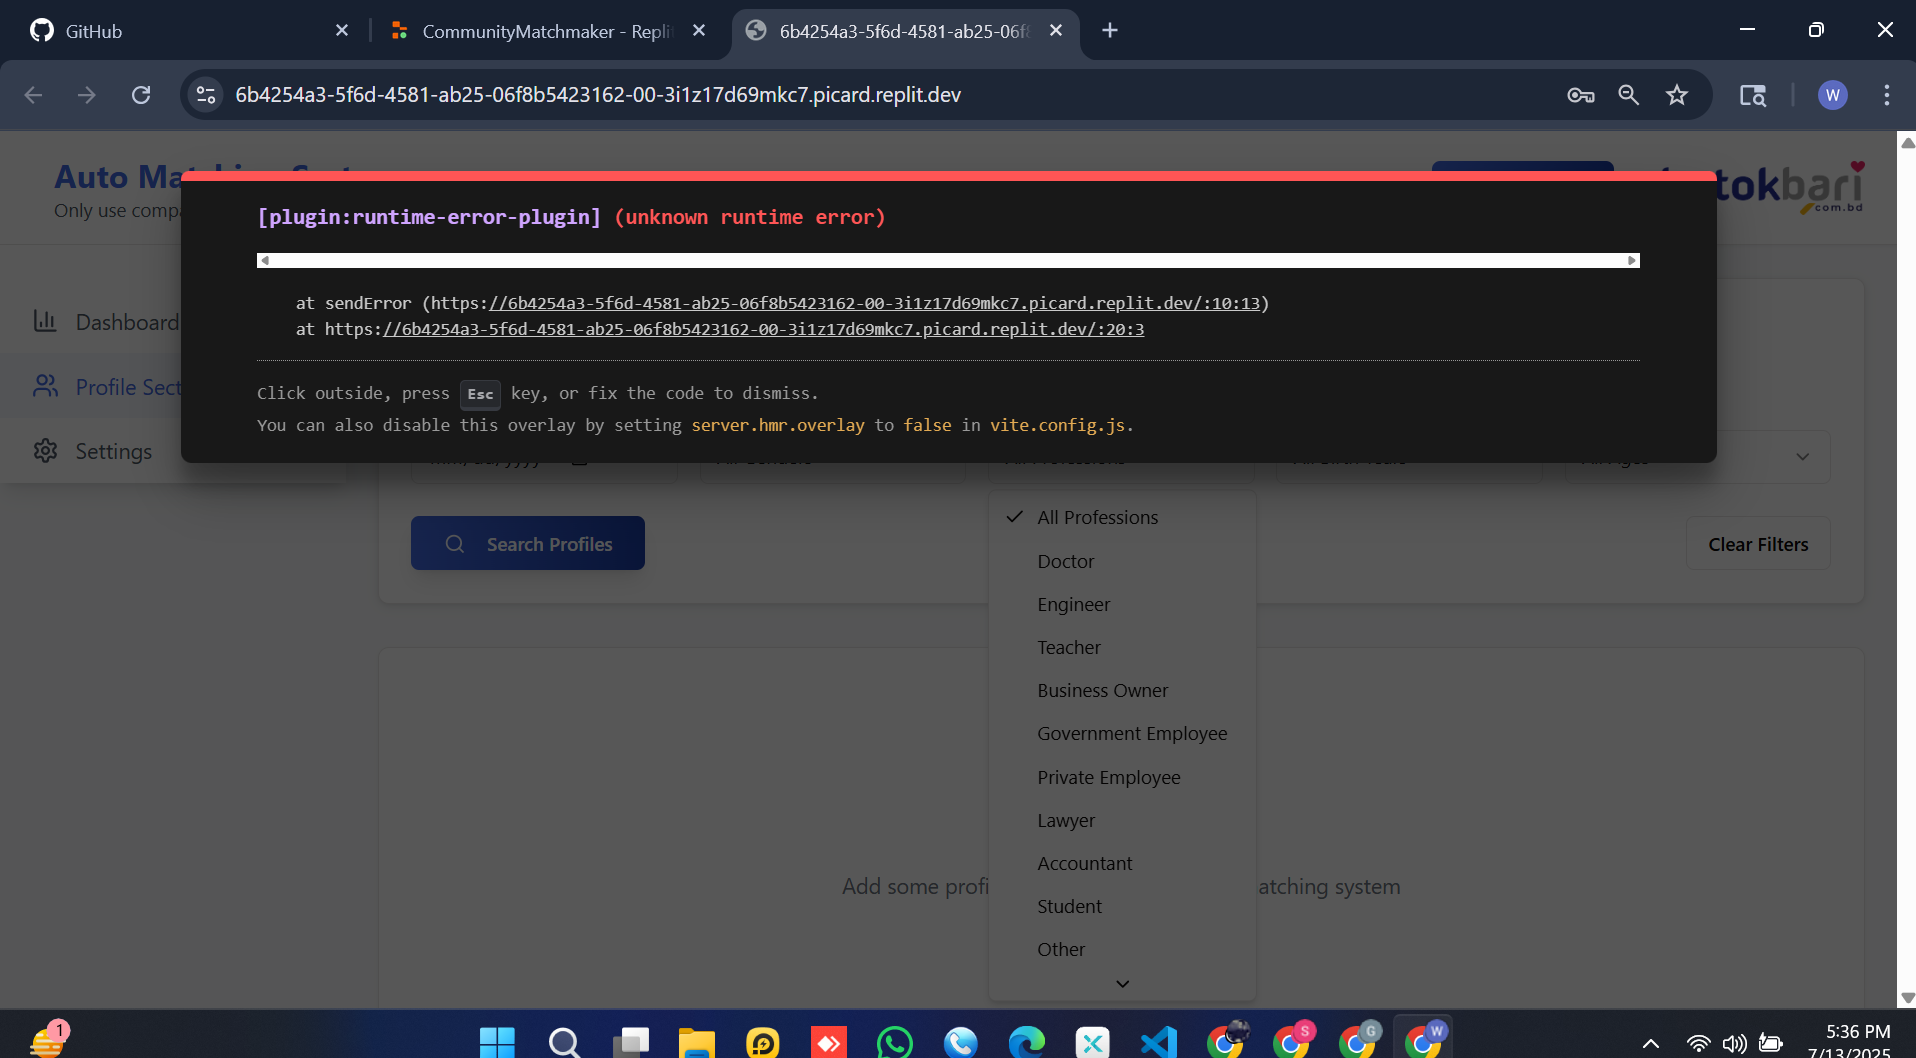 GitHub
CommunityMatchmaker - Repli
6b4254a3-5f6d-4581-ab25-06f8
6b4254a3-5f6d-4581-ab25-06f8b5423162-00-3i1z17d69mkc7.picard.replit.dev
W
Auto Ma
Only use compa
tokbari
com.bd
[plugin:runtime-error-plugin] (unknown runtime error)
at sendError (https://6b4254a3-5f6d-4581-ab25-06f8b5423162-00-3i1z17d69mkc7.picard.replit.dev/:10:13)
at https://6b4254a3-5f6d-4581-ab25-06f8b5423162-00-3i1z17d69mkc7.picard.replit.dev/:20:3
Click outside, press Esc key, or fix the code to dismiss.
You can also disable this overlay by setting server.hmr.overlay to false in vite.config.js.
Dashboard
Profile Sect
Settings
Search Profiles
Clear Filters
All Professions
Doctor
Engineer
Teacher
Business Owner
Government Employee
Private Employee
Lawyer
Accountant
Student
Other
Add some profi
atching system
1
S
G
W
5:36 PM
7/13/2025